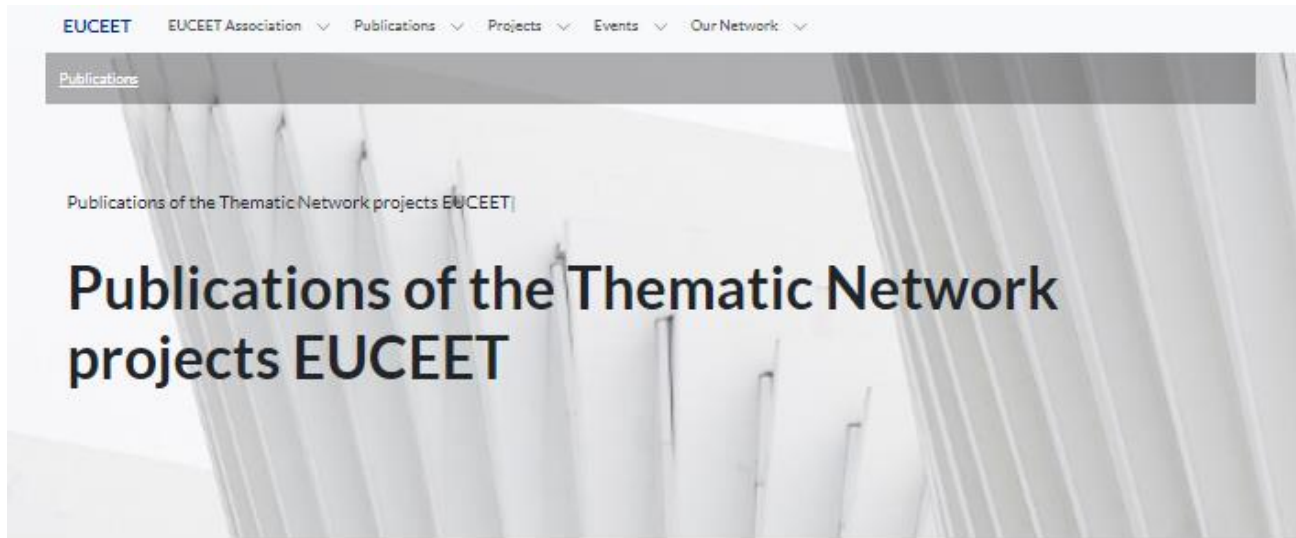 EUCEET EUCEET Association Publications Projects Events Our Network
Publications
Publications of the Thematic Network projects EUCEET|
Publications of the Thematic Network
projects EUCEET